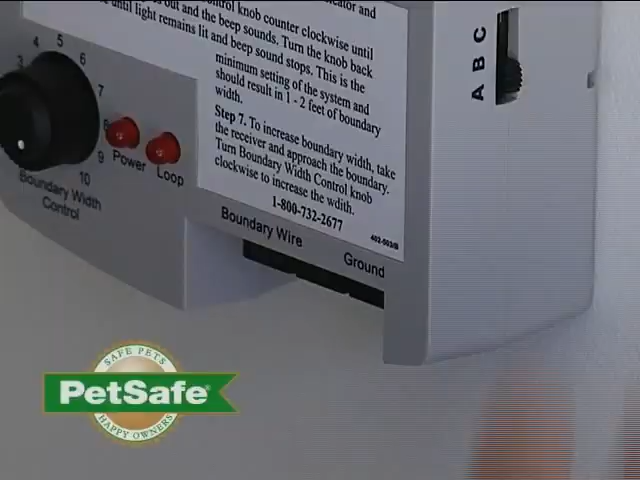 ontrol knob counter clockwise until
out and the beep sounds. Turn the knob back
until light remains lit and beep sound stops. This is the
minimum setting of the system and
should result in 1 - 2 feet of boundary
width.
Step 7. To increase boundary width, take
the receiver and approach the boundary.
Turn Boundary Width Control knob
clockwise to increase the wdith.
1-800-732-2677
3
4
5
6
7
8
9
10
Power
Loop
Boundary Width
Control
Boundary Wire
Ground
A B C
SAFE PETS
PetSafe®
HAPPY OWNERS